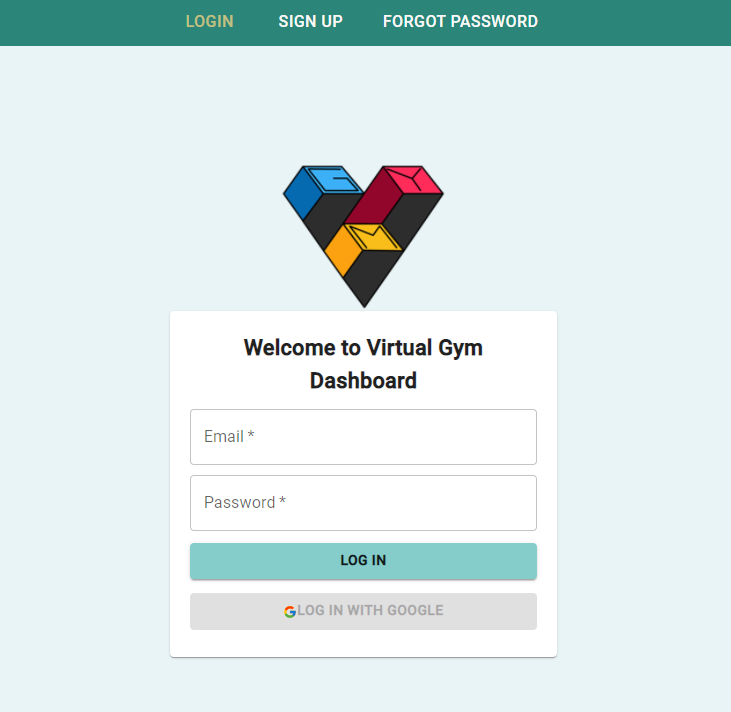 LOGIN SIGN UP FORGOT PASSWORD
Welcome to Virtual Gym
Dashboard
Email *
Password *
LOG IN
LOG IN WITH GOOGLE